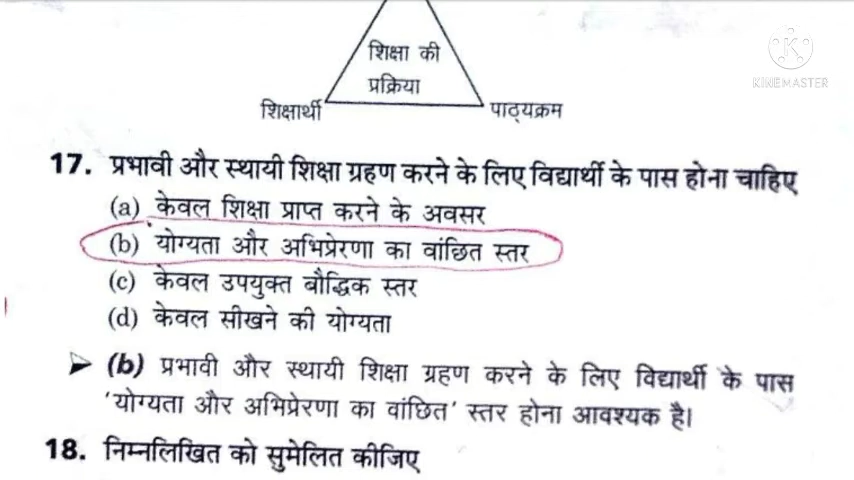 शिक्षा की
प्रक्रिया
KINEMASTER
शिक्षार्थी
पाठ्यक्रम
17. प्रभावी और स्थायी शिक्षा ग्रहण करने के लिए विद्यार्थी के पास होना चाहिए
(a) केवल शिक्षा प्राप्त करने के अवसर
(b) योग्यता और अभिप्रेरणा का वांछित स्तर
(c) केवल उपयुक्त बौद्धिक स्तर
(d) केवल सीखने की योग्यता
➤ (b) प्रभावी और स्थायी शिक्षा ग्रहण करने के लिए विद्यार्थी के पास
'योग्यता और अभिप्रेरणा का वांछित' स्तर होना आवश्यक है।
18. निम्नलिखित को सुमेलित कीजिए